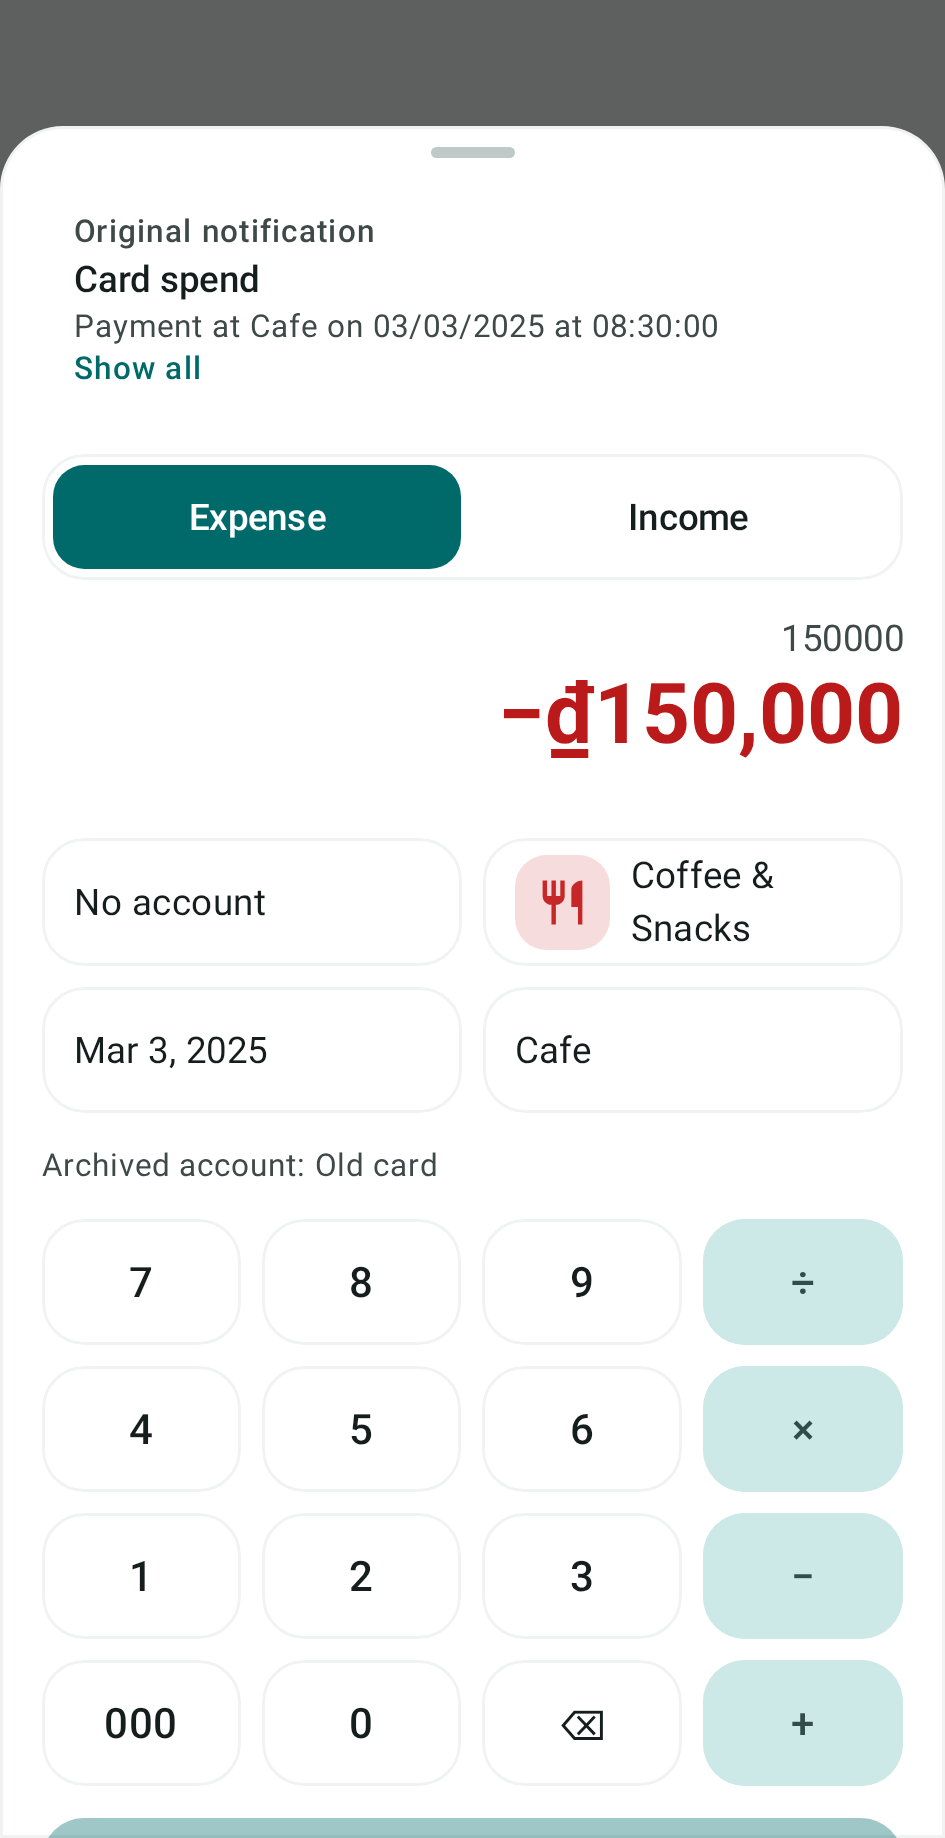 Original notification
Card spend
Payment at Cafe on 03/03/2025 at 08:30:00
Show all
Expense
Income
150000
−₫150,000
No account
Coffee &
Snacks
Mar 3, 2025
Cafe
Archived account: Old card
7 8 9 ÷
4 5 6 ×
1 2 3 −
000 0 +